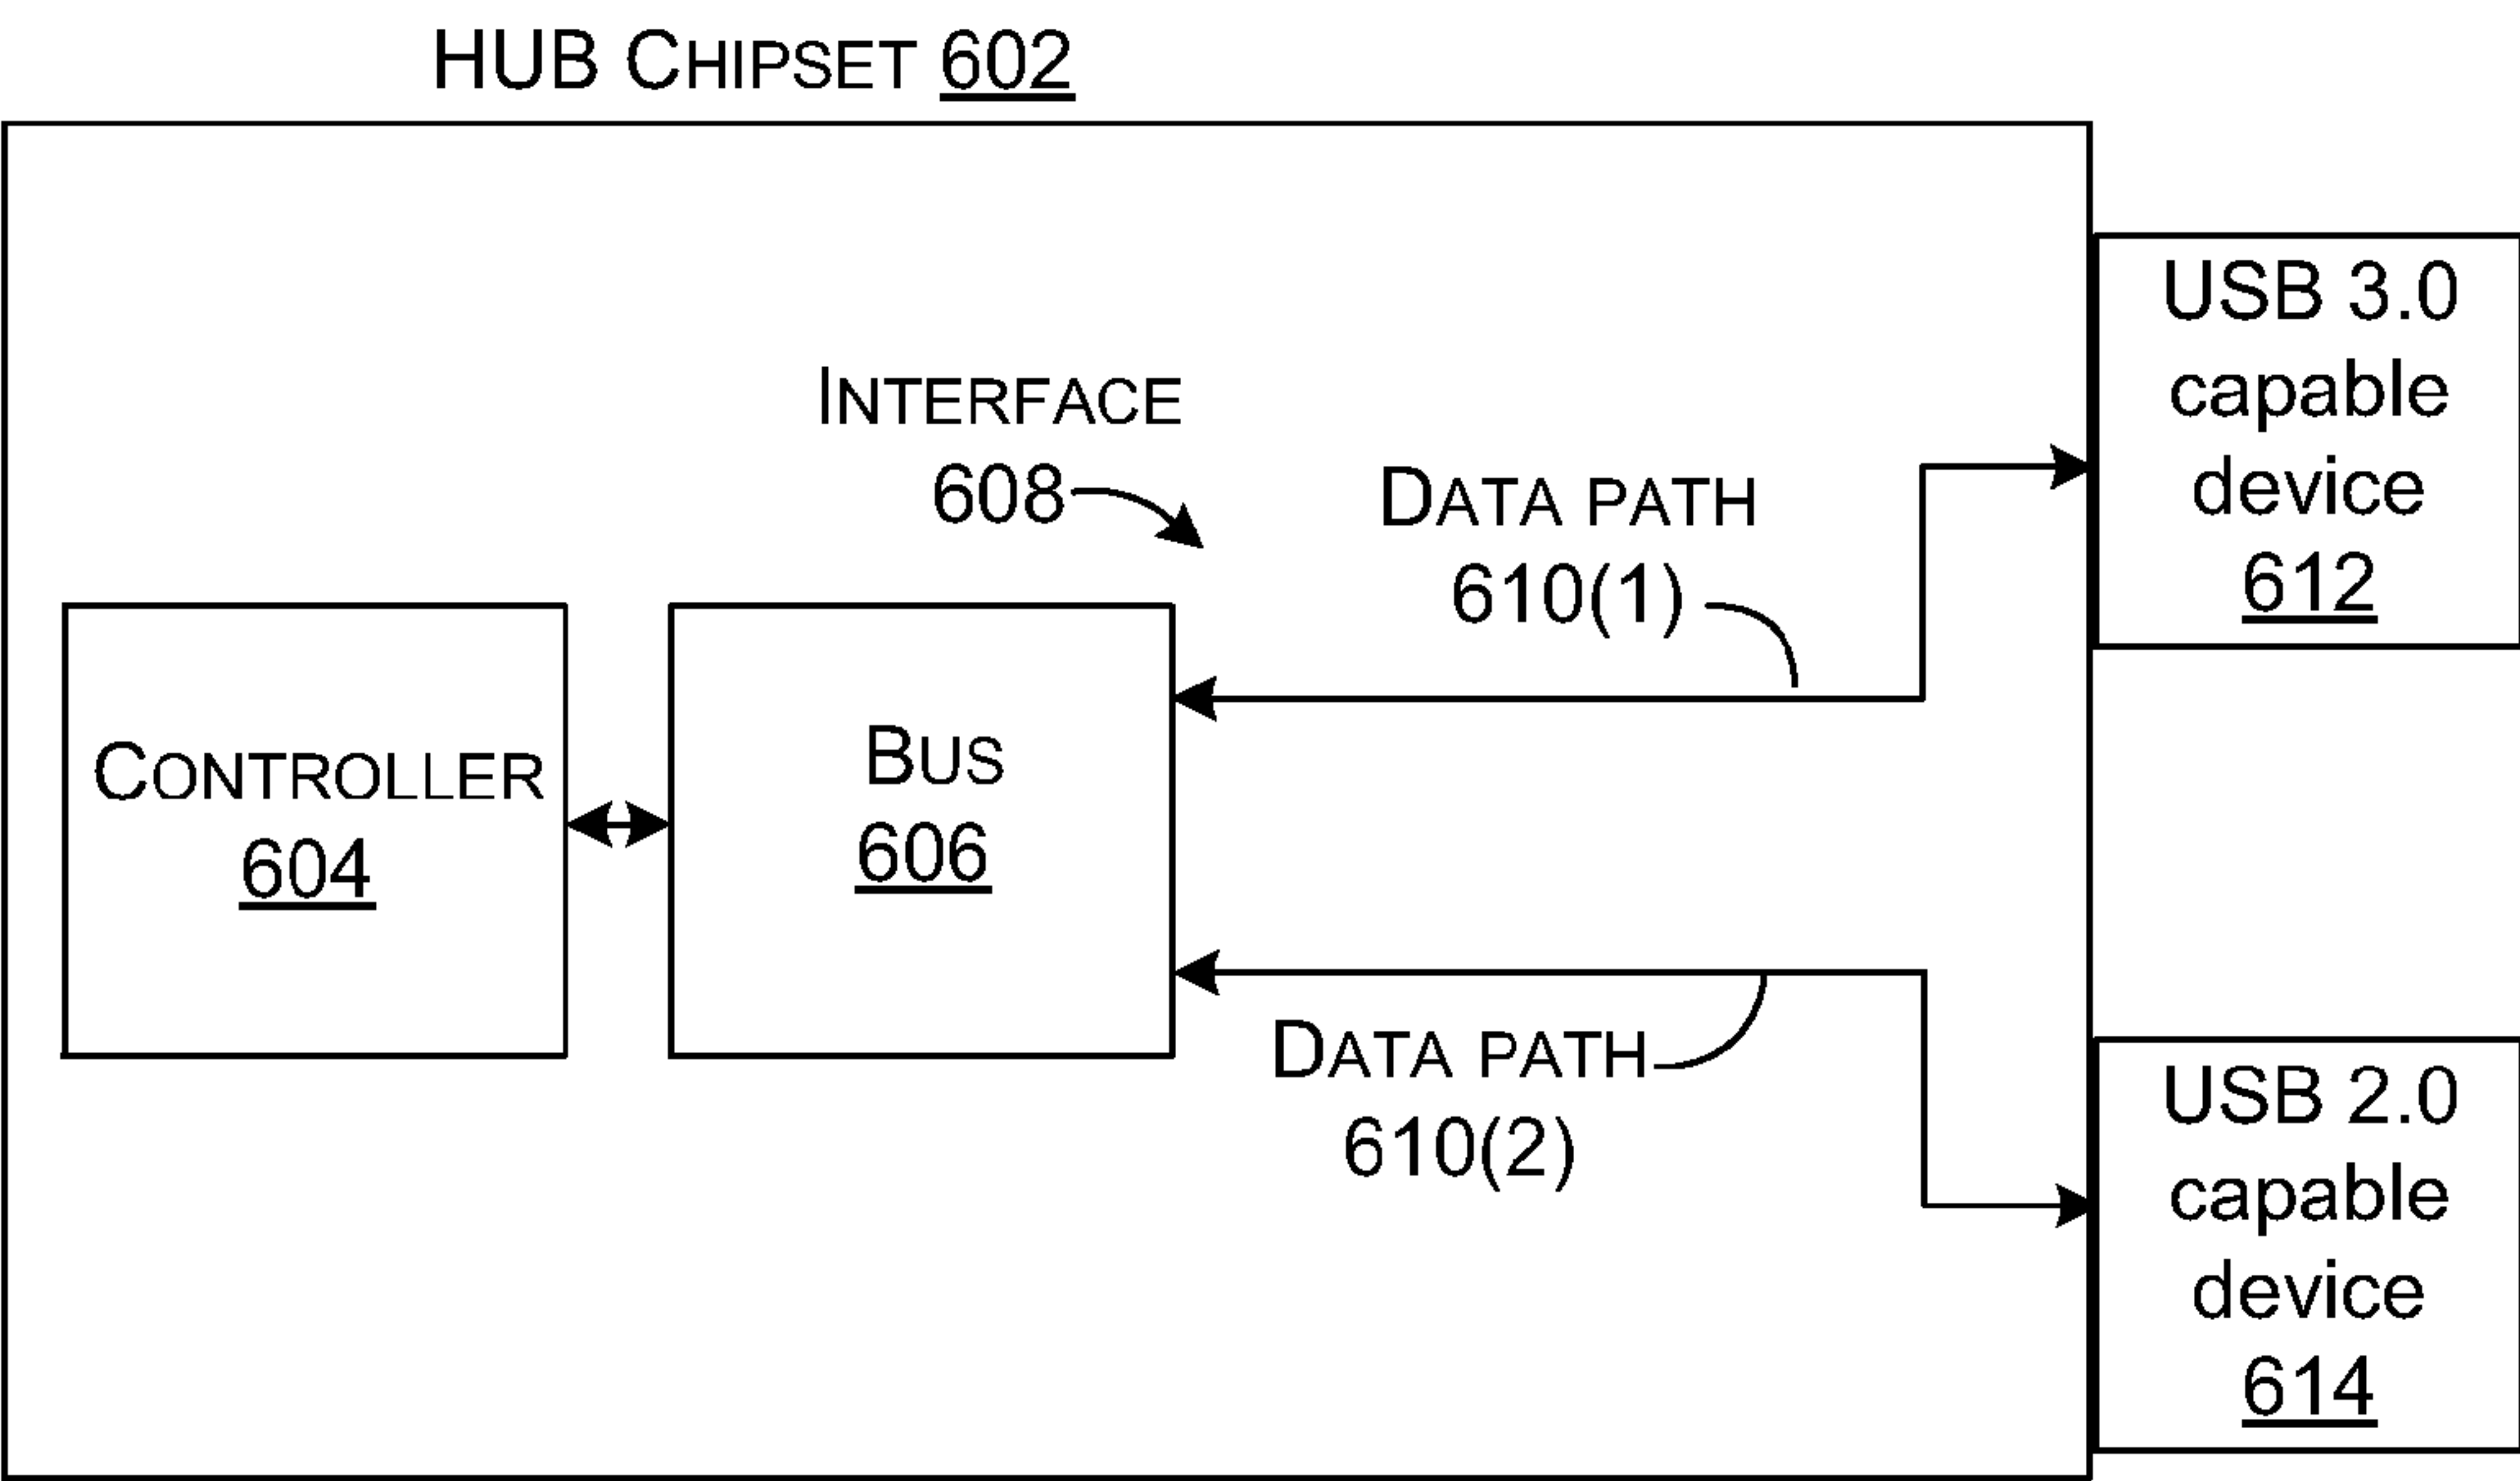 HUB CHIPSET 602
INTERFACE
608
DATA PATH
610(1)
USB 3.0
capable
device
612
CONTROLLER
604
BUS
606
DATA PATH
610(2)
USB 2.0
capable
device
614